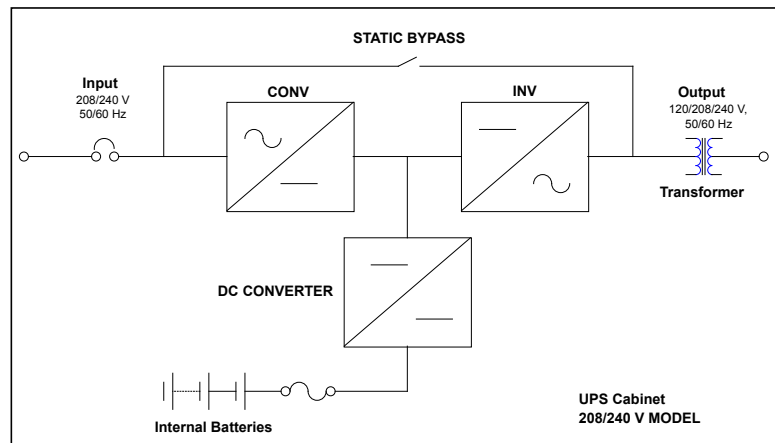 STATIC BYPASS
Input
208/240 V
50/60 Hz
CONV
INV
Output
120/208/240 V,
50/60 Hz
Transformer
DC CONVERTER
Internal Batteries
UPS Cabinet
208/240 V MODEL